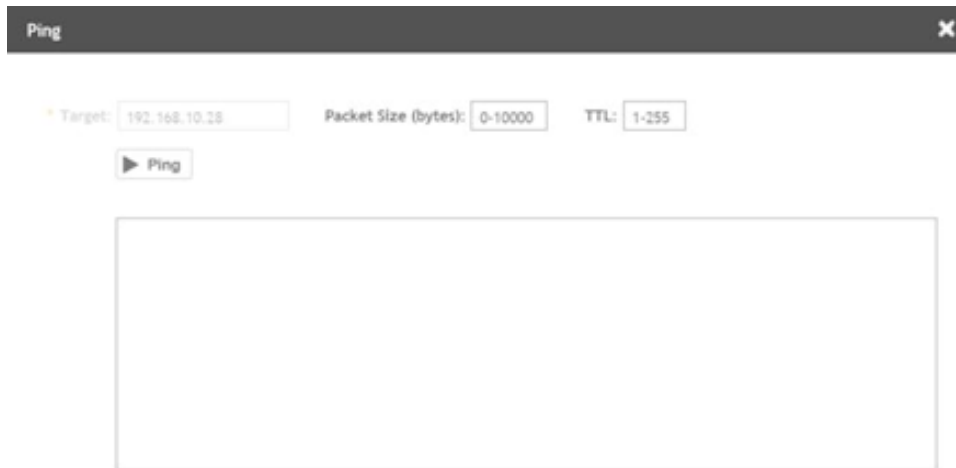 Ping
* Target: 192.168.10.28 Packet Size (bytes): 0-10000 TTL: 1-255
Ping